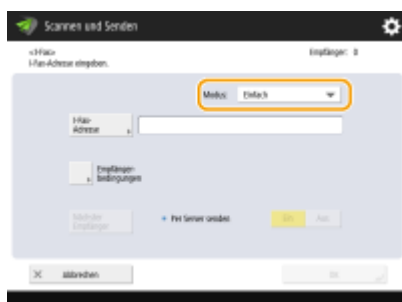 Scannen und Senden
<I-Fax>
I-Fax-Adresse eingeben.
Empfänger: 0
Modus: Einfach
I-Fax-
Adresse
Empfänger-
bedingungen
Nächster
Empfänger
Per Server senden
Ein
Aus
Abbrechen
OK